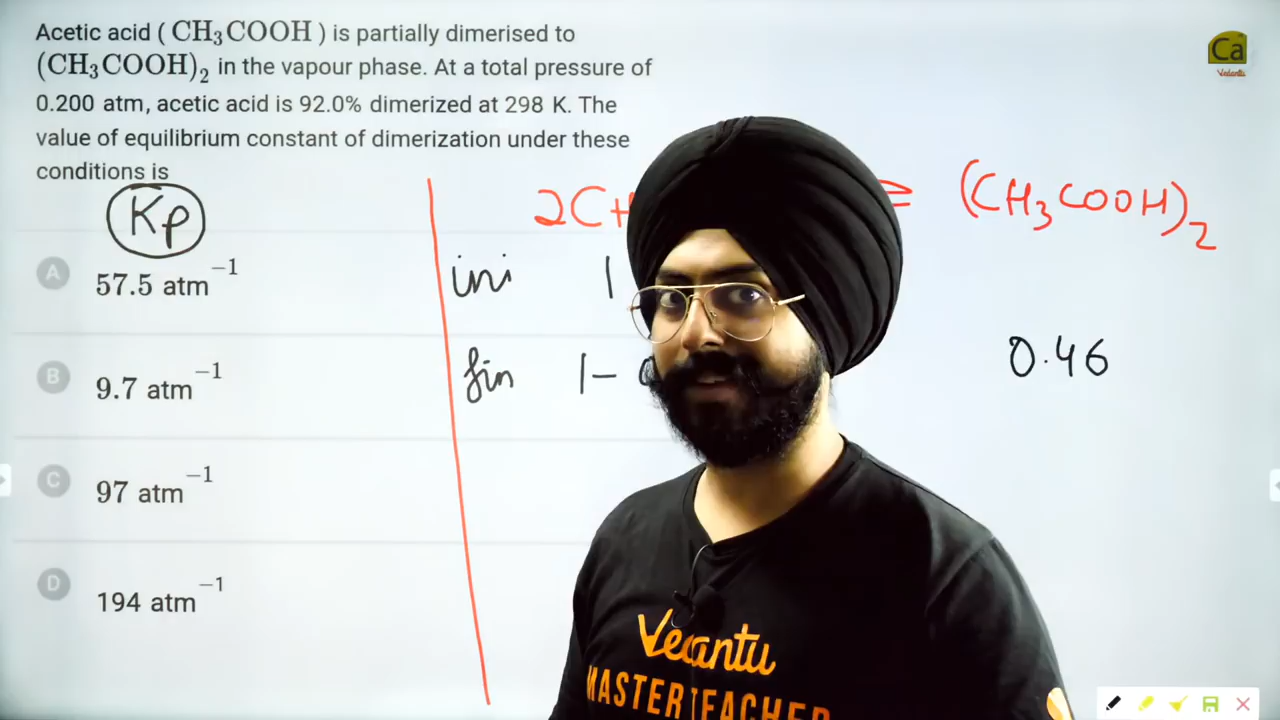 Acetic acid ( CH₃COOH ) is partially dimerised to
(CH₃COOH)₂ in the vapour phase. At a total pressure of
0.200 atm, acetic acid is 92.0% dimerized at 298 K. The
value of equilibrium constant of dimerization under these
conditions is
Kp
A 57.5 atm⁻¹
B 9.7 atm⁻¹
C 97 atm⁻¹
D 194 atm⁻¹
2CH ⇌ (CH₃COOH)₂
ini 1
fin 1− 0.46
Ca
Vedantu
Vedantu
MASTER TEACHER